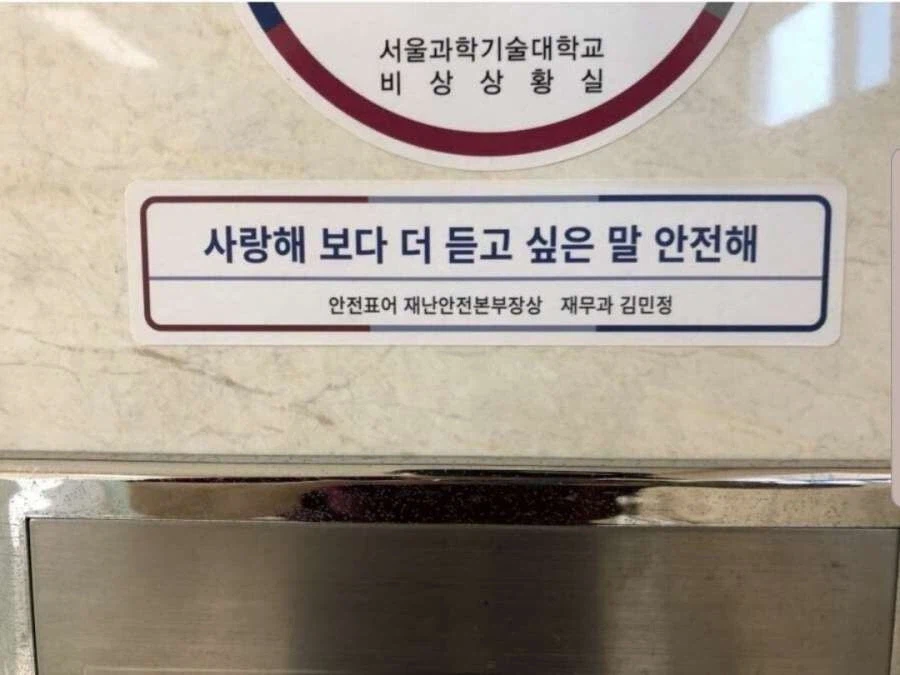 서울과학기술대학교
비 상 상 황 실
사랑해 보다 더 듣고 싶은 말 안전해
안전표어 재난안전본부장상 재무과 김민정